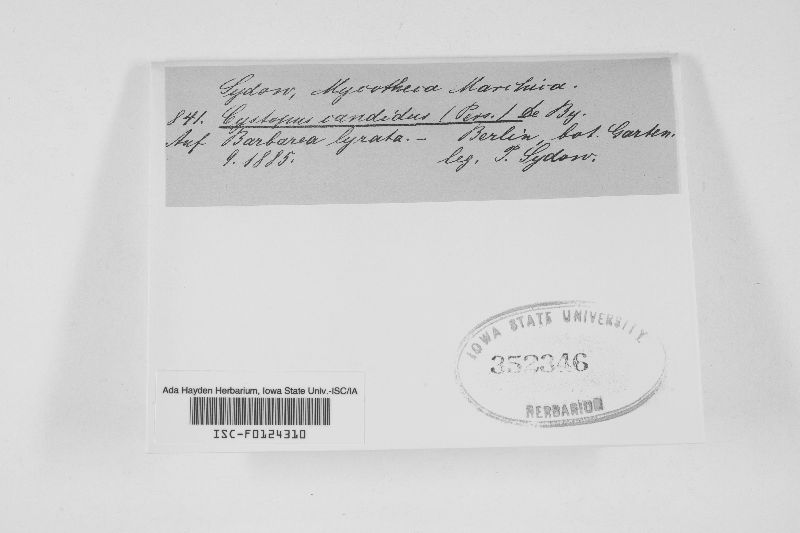 Sydow, Mycotheca Marchica.
841. Cystopus candidus (Pers.) de By.
Auf Barbarea lyrata. – Berlin, bot. Garten.
9. 1885. leg. P. Sydow.
IOWA STATE UNIVERSITY.
352346
HERBARIUM
Ada Hayden Herbarium, Iowa State Univ.-ISC/IA
ISC-F0124310